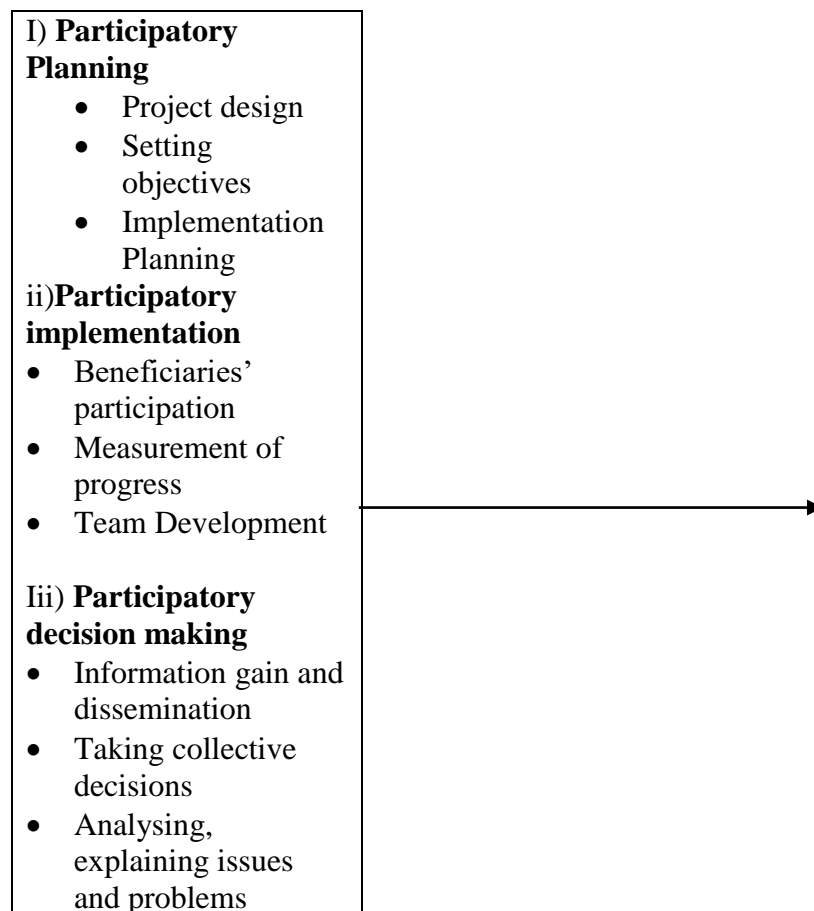 I) Participatory
Planning
• Project design
• Setting
objectives
• Implementation
Planning
ii)Participatory
implementation
• Beneficiaries’
participation
• Measurement of
progress
• Team Development
Iii) Participatory
decision making
• Information gain and
dissemination
• Taking collective
decisions
• Analysing,
explaining issues
and problems